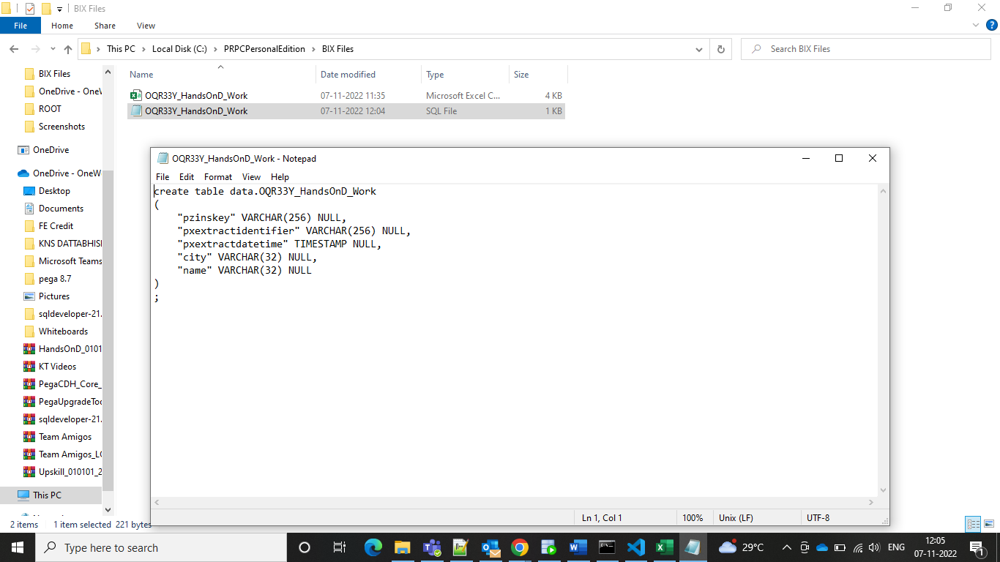 BIX Files
File Home Share View
This PC Local Disk (C:) PRPCPersonalEdition BIX Files
Search BIX Files
Name Date modified Type Size
OQR33Y_HandsOnD_Work 07-11-2022 11:35 Microsoft Excel C... 4 KB
OQR33Y_HandsOnD_Work 07-11-2022 12:04 SQL File 1 KB
BIX Files
OneDrive - OneW
ROOT
Screenshots
OneDrive
OneDrive - OneW
Desktop
Documents
FE Credit
KNS DATTABHISH
Microsoft Teams
pega 8.7
Pictures
sqldeveloper-21.
Whiteboards
HandsOnD_0101
KT Videos
PegaCDH_Core_
PegaUpgradeToo
sqldeveloper-21.
Team Amigos
Team Amigos_LC
Upskill_010101_2
This PC
2 items 1 item selected 221 bytes
OQR33Y_HandsOnD_Work - Notepad
File Edit Format View Help
create table data.OQR33Y_HandsOnD_Work
(
"pzinskey" VARCHAR(256) NULL,
"pxextractidentifier" VARCHAR(256) NULL,
"pxextractdatetime" TIMESTAMP NULL,
"city" VARCHAR(32) NULL,
"name" VARCHAR(32) NULL
)
;
Ln 1, Col 1 100% Unix (LF) UTF-8
Type here to search
29°C
ENG
12:05
07-11-2022
1